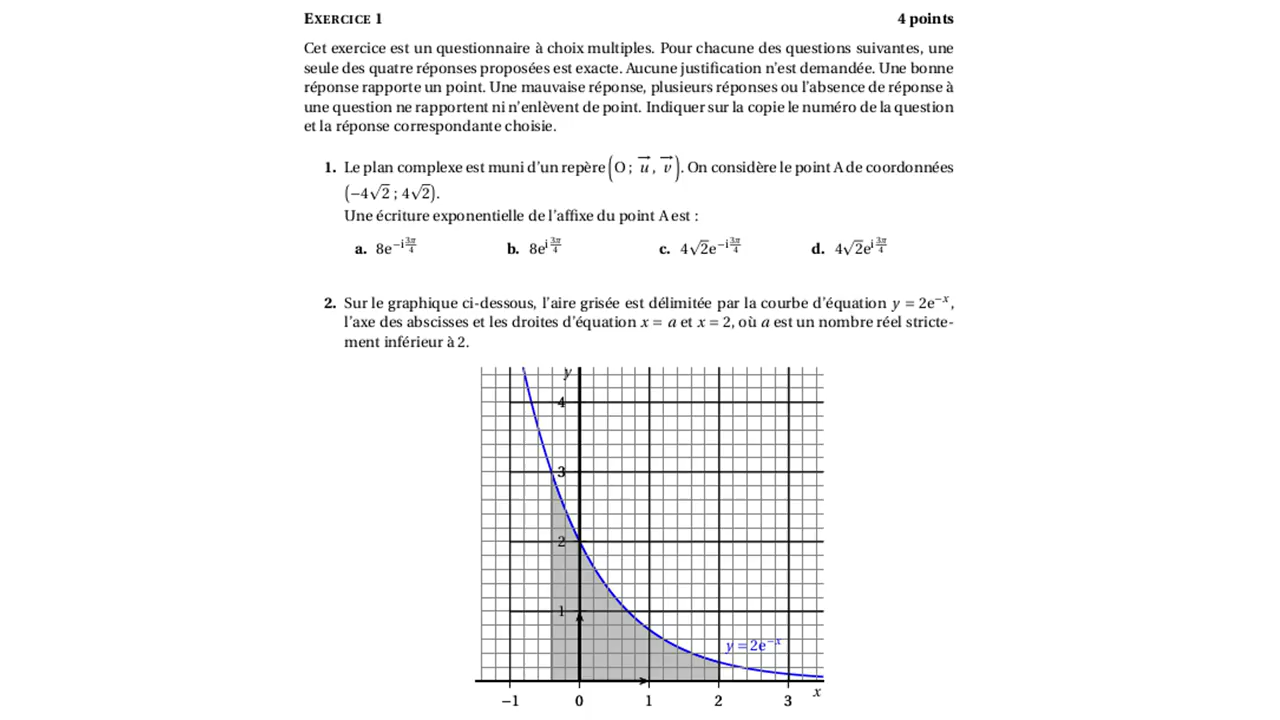 EXERCICE 1 4 points
Cet exercice est un questionnaire à choix multiples. Pour chacune des questions suivantes, une
seule des quatre réponses proposées est exacte. Aucune justification n'est demandée. Une bonne
réponse rapporte un point. Une mauvaise réponse, plusieurs réponses ou l'absence de réponse à
une question ne rapportent ni n'enlèvent de point. Indiquer sur la copie le numéro de la question
et la réponse correspondante choisie.
1. Le plan complexe est muni d'un repère (O ; u⃗, v⃗). On considère le point A de coordonnées
(−4√2 ; 4√2).
Une écriture exponentielle de l'affixe du point A est :
a. 8e^{−i3π/4} b. 8e^{i3π/4} c. 4√2e^{−i3π/4} d. 4√2e^{i3π/4}
2. Sur le graphique ci-dessous, l'aire grisée est délimitée par la courbe d'équation y = 2e^{−x},
l'axe des abscisses et les droites d'équation x = a et x = 2, où a est un nombre réel stricte-
ment inférieur à 2.
y
4
3
2
1
y = 2e^{−x}
−1 0 1 2 3 x